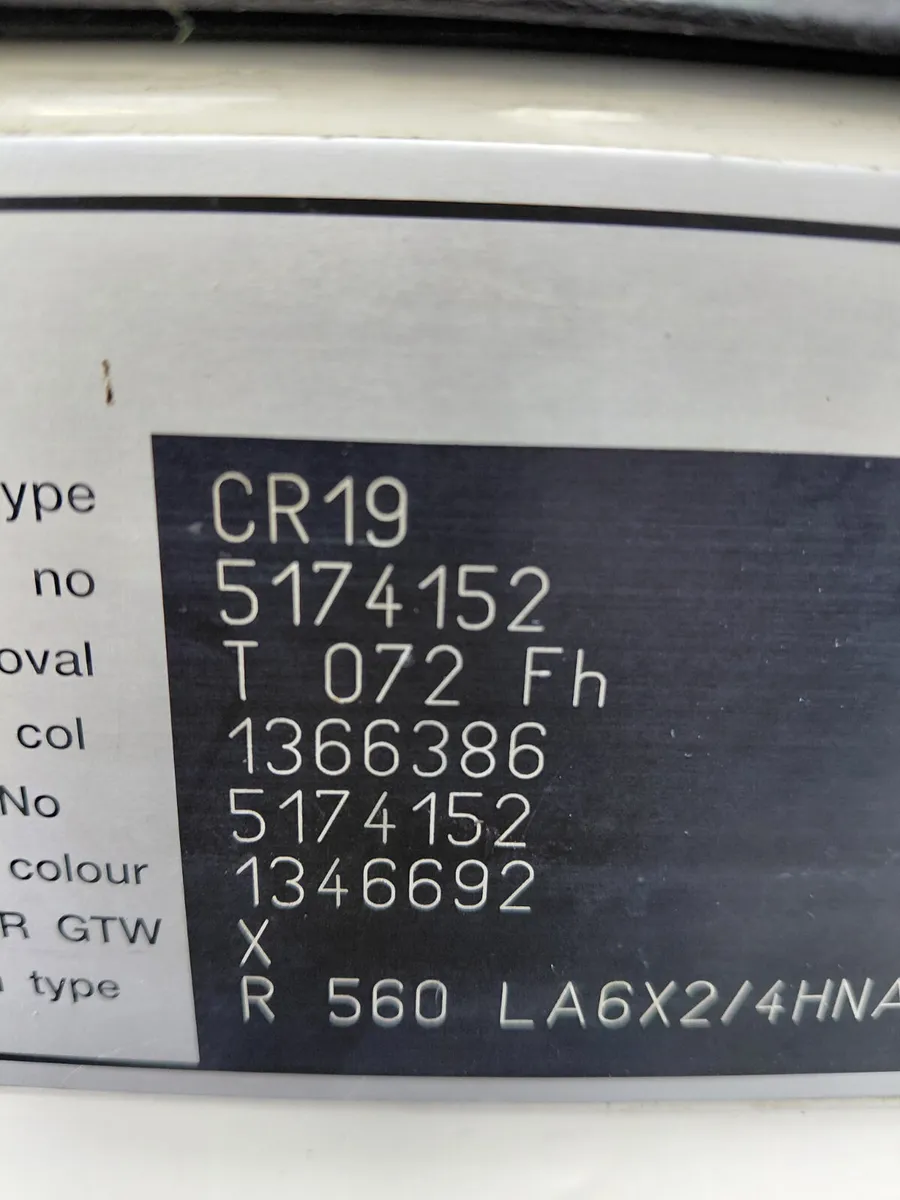 ype CR19
no 5174152
oval T 072 Fh
col 1366386
No 5174152
colour 1346692
R GTW X
type R 560 LA6X2/4HNA